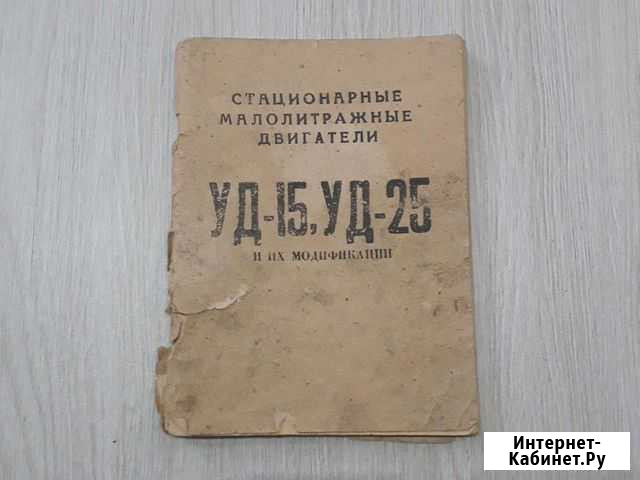 СТАЦИОНАРНЫЕ
МАЛОЛИТРАЖНЫЕ
ДВИГАТЕЛИ
УД-15, УД-25
И ИХ МОДИФИКАЦИИ
Интернет-
Кабинет.Ру